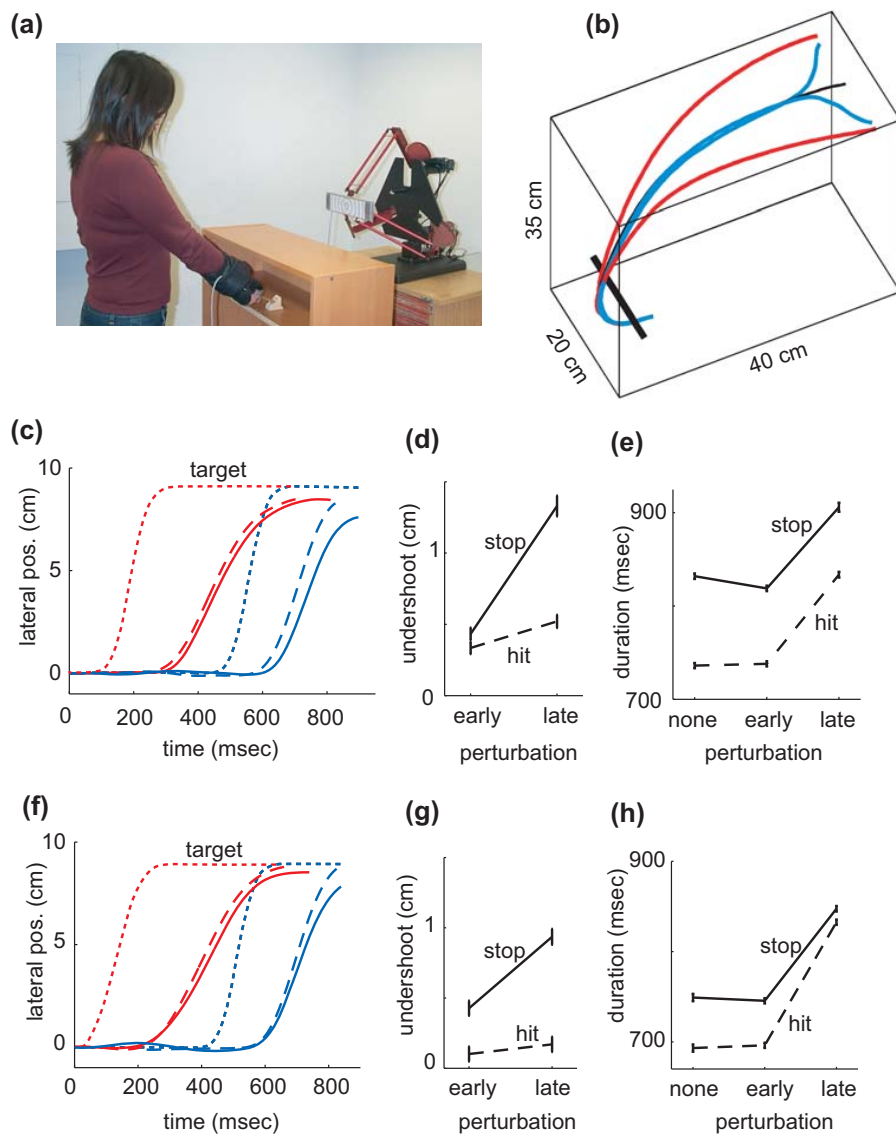 (a)
(b)
35 cm
20 cm
40 cm
(c)
lateral pos. (cm)
10
5
0
target
0 200 400 600 800
time (msec)
(d)
undershoot (cm)
1
0
stop
hit
early late
perturbation
(e)
duration (msec)
900
700
stop
hit
none early late
perturbation
(f)
lateral pos. (cm)
10
5
0
target
0 200 400 600 800
time (msec)
(g)
undershoot (cm)
1
0
stop
hit
early late
perturbation
(h)
duration (msec)
900
700
stop
hit
none early late
perturbation